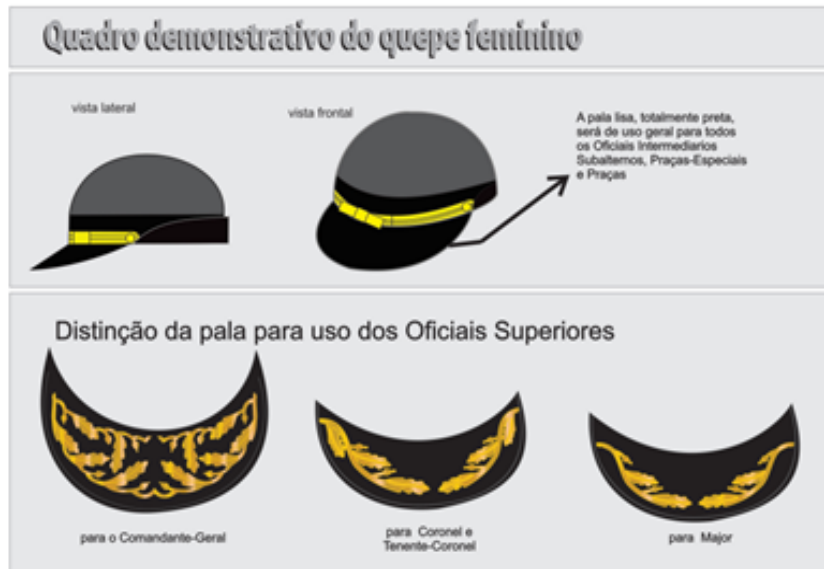 Quadro demonstrativo do quepe feminino
vista lateral
vista frontal
A pala lisa, totalmente preta,
será de uso geral para todos
os Oficiais Intermediarios
Subalternos, Praças-Especiais
e Praças
Distinção da pala para uso dos Oficiais Superiores
para o Comandante-Geral
para Coronel e
Tenente-Coronel
para Major